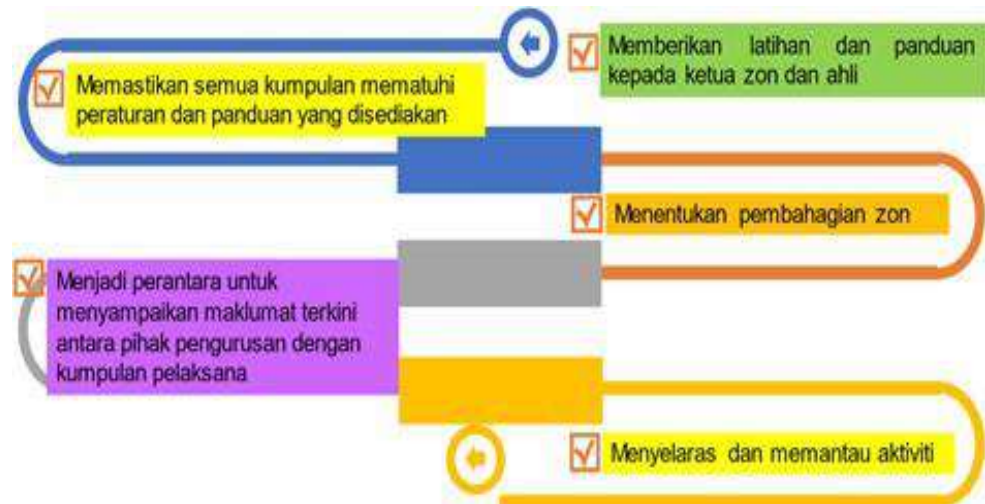 Memberikan latihan dan panduan
kepada ketua zon dan ahli
Memastikan semua kumpulan mematuhi
peraturan dan panduan yang disediakan
Menentukan pembahagian zon
Menjadi perantara untuk
menyampaikan maklumat terkini
antara pihak pengurusan dengan
kumpulan pelaksana
Menyelaras dan memantau aktiviti